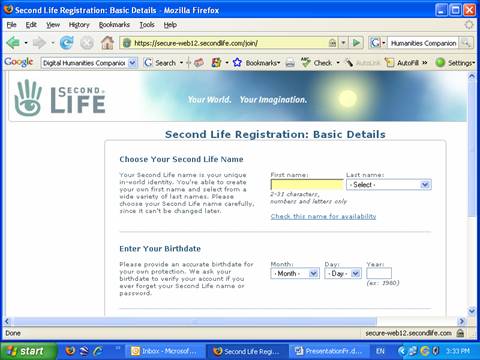 Second Life Registration: Basic Details - Mozilla Firefox
File Edit View History Bookmarks Tools Help
https://secure-web12.secondlife.com/join/
Humanities Companion
Google Digital Humanities Companion Bookmarks Check AutoLink AutoFill Settings
SECOND LIFE
Your World. Your Imagination.
Second Life Registration: Basic Details
Choose Your Second Life Name
Your Second Life name is your unique
in-world identity. You're able to create
your own first name and select from a
wide variety of last names. Please
choose your Second Life name carefully,
since it can't be changed later.
First name: Last name:
- Select -
2-31 characters,
numbers and letters only
Check this name for availability
Enter Your Birthdate
Please provide an accurate birthdate for
your own protection. We ask your
birthdate to verify your account if you
ever forget your Second Life name or
password.
Month: Day: Year:
- Month - - Day -
(ex: 1980)
Done secure-web12.secondlife.com
start Inbox - Microsof... Second Life Regi... PresentationFr.d... EN 3:33 PM